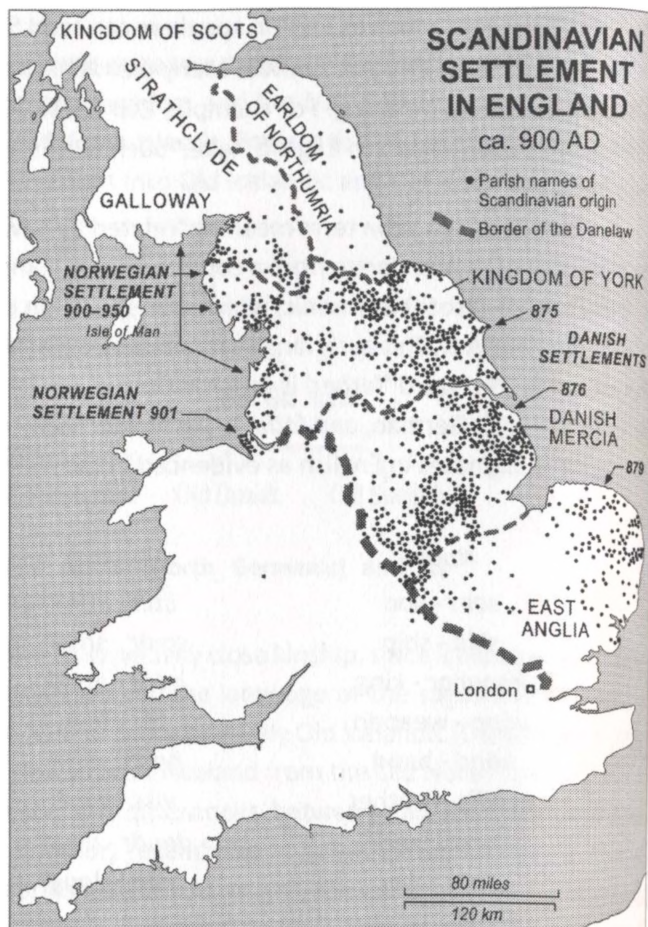 KINGDOM OF SCOTS
STRATHCLYDE
EARLDOM
OF NORTHUMRIA
GALLOWAY
SCANDINAVIAN
SETTLEMENT
IN ENGLAND
ca. 900 AD
Parish names of
Scandinavian origin
Border of the Danelaw
NORWEGIAN
SETTLEMENT
900–950
Isle of Man
KINGDOM OF YORK
875
DANISH
SETTLEMENTS
876
NORWEGIAN
SETTLEMENT 901
DANISH
MERCIA
879
EAST
ANGLIA
London
80 miles
120 km